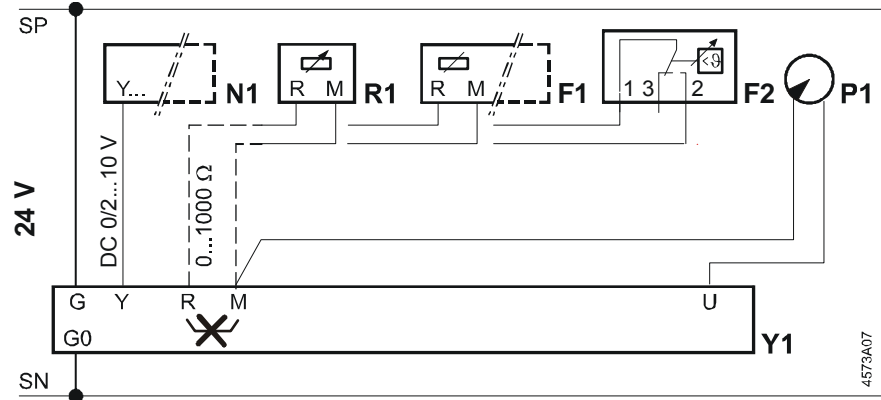 SP
Y... N1 R M R1 R M F1 1 3 2 <ϑ F2 P1
24 V
DC 0/2...10 V
0...1000 Ω
G Y R M U
G0
Y1
SN
4573A07